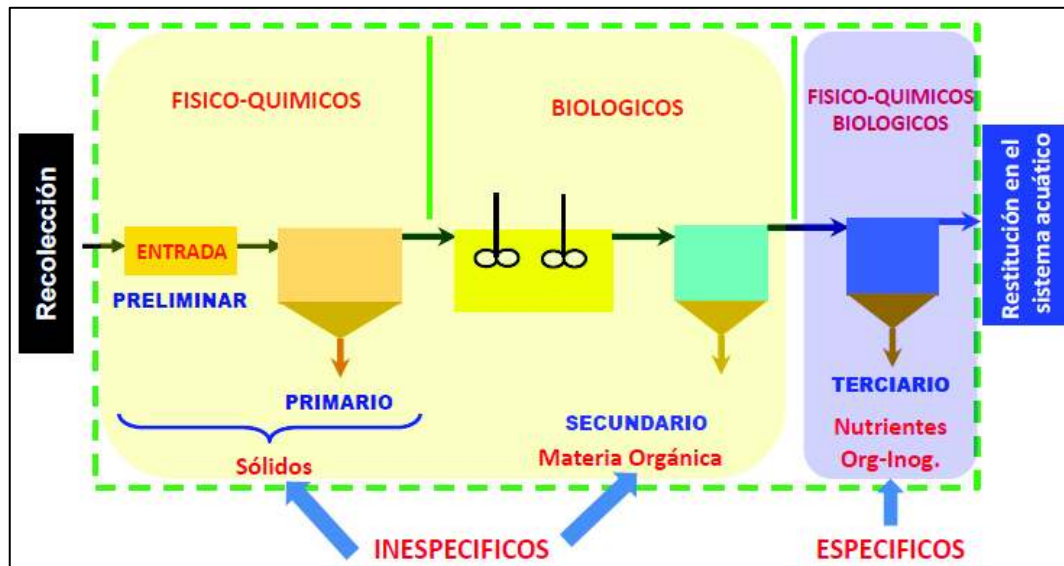 Recolección
FISICO-QUIMICOS
BIOLOGICOS
FISICO-QUIMICOS
BIOLOGICOS
Restitución en el
sistema acuático
ENTRADA
PRELIMINAR
PRIMARIO
Sólidos
SECUNDARIO
Materia Orgánica
TERCIARIO
Nutrientes
Org-Inog.
INESPECIFICOS
ESPECIFICOS